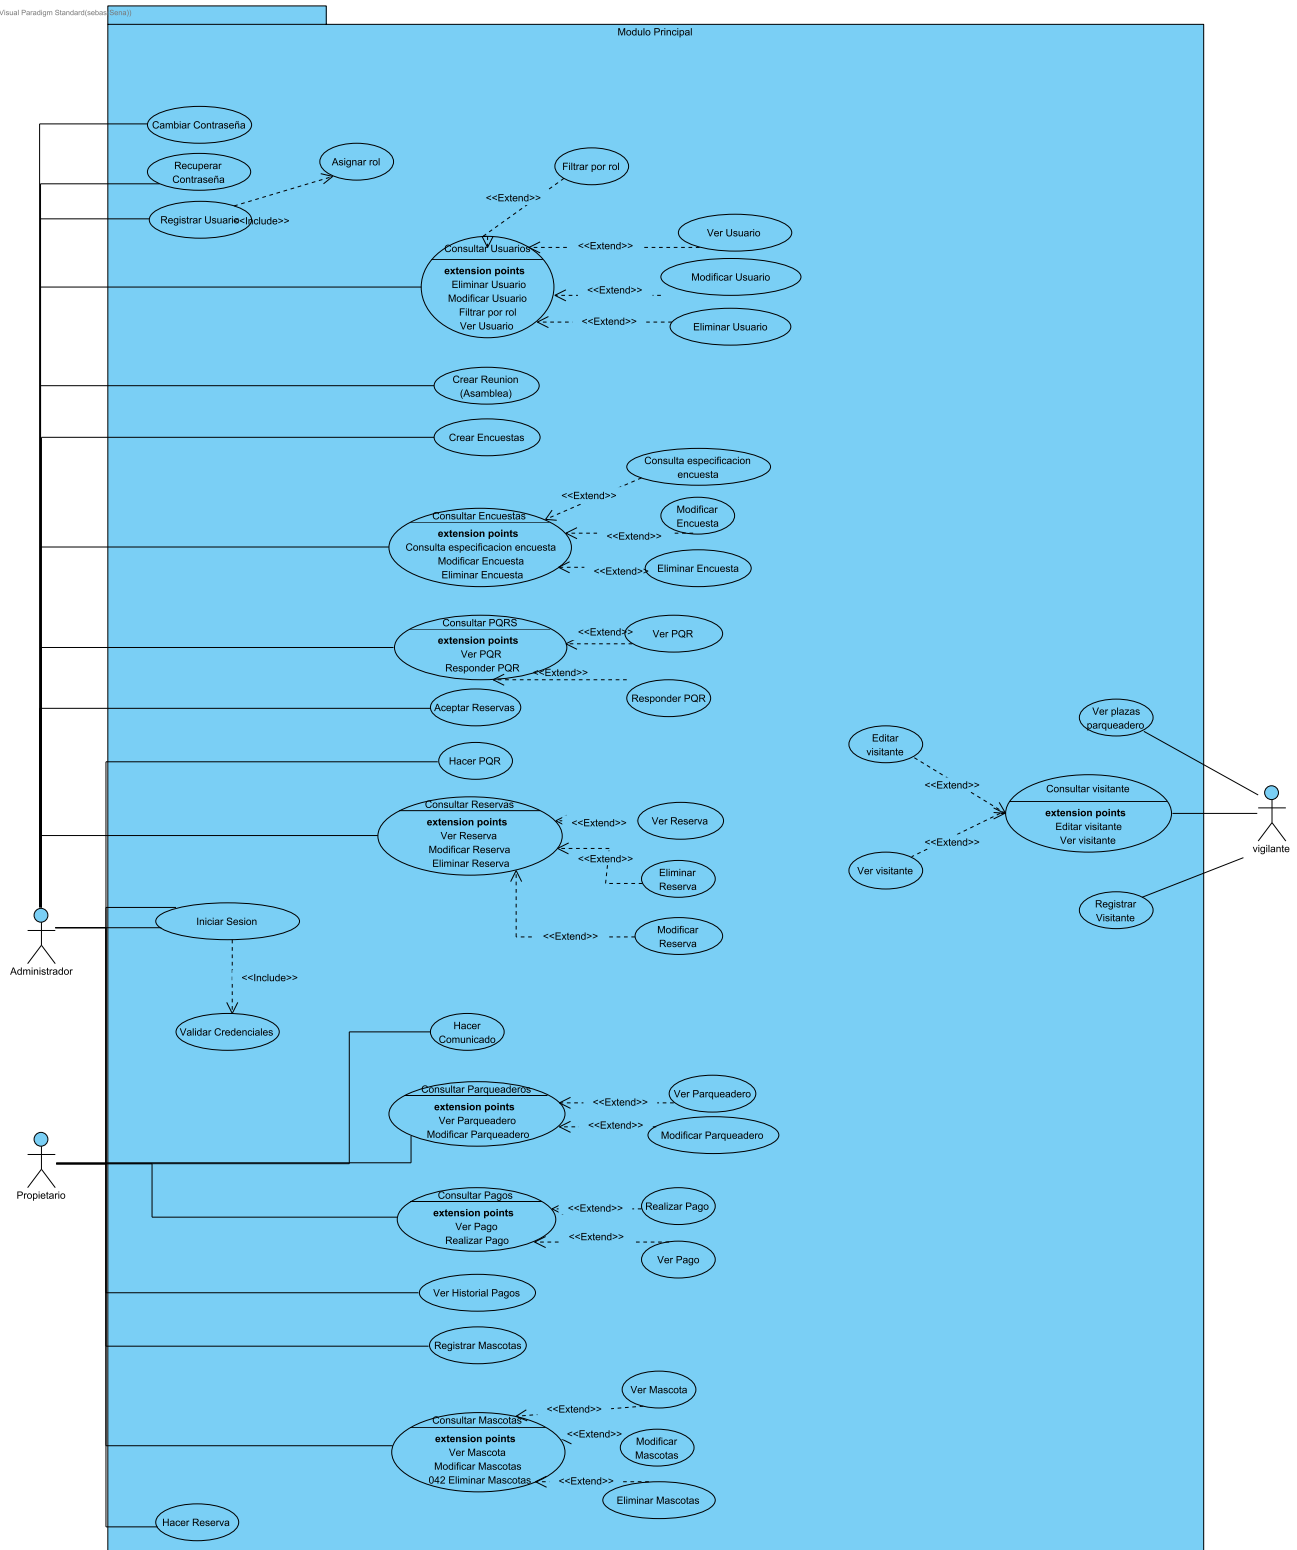 Visual Paradigm Standard(sebas Bena))
Modulo Principal
Cambiar Contraseña
Recuperar
Contraseña
Asignar rol
Filtrar por rol
<<Extend>>
Registrar Usuario
<<Include>>
Ver Usuario
Consultar Usuarios
<<Extend>>
extension points
Eliminar Usuario
Modificar Usuario
Filtrar por rol
Ver Usuario
Modificar Usuario
<<Extend>>
<<Extend>>
Eliminar Usuario
Crear Reunion
(Asamblea)
Crear Encuestas
Consulta especificacion
encuesta
<<Extend>>
Consultar Encuestas
extension points
Consulta especificacion encuesta
Modificar Encuesta
Eliminar Encuesta
Modificar
Encuesta
<<Extend>>
<<Extend>>
Eliminar Encuesta
Consultar PQRS
extension points
Ver PQR
Responder PQR
<<Extend>>
Ver PQR
<<Extend>>
Responder PQR
Aceptar Reservas
Ver plazas
parqueadero
Editar
visitante
Hacer PQR
<<Extend>>
Consultar visitante
extension points
Editar visitante
Ver visitante
<<Extend>>
vigilante
Ver visitante
Registrar
Visitante
Consultar Reservas
extension points
Ver Reserva
Modificar Reserva
Eliminar Reserva
<<Extend>>
Ver Reserva
<<Extend>>
Eliminar
Reserva
<<Extend>>
Modificar
Reserva
Iniciar Sesion
Administrador
<<Include>>
Validar Credenciales
Hacer
Comunicado
Consultar Parqueaderos
extension points
Ver Parqueadero
Modificar Parqueadero
<<Extend>>
Ver Parqueadero
<<Extend>>
Modificar Parqueadero
Propietario
Consultar Pagos
extension points
Ver Pago
Realizar Pago
<<Extend>>
Realizar Pago
<<Extend>>
Ver Pago
Ver Historial Pagos
Registrar Mascotas
Ver Mascota
<<Extend>>
Consultar Mascotas
extension points
Ver Mascota
Modificar Mascotas
042 Eliminar Mascotas
<<Extend>>
Modificar
Mascotas
<<Extend>>
Eliminar Mascotas
Hacer Reserva